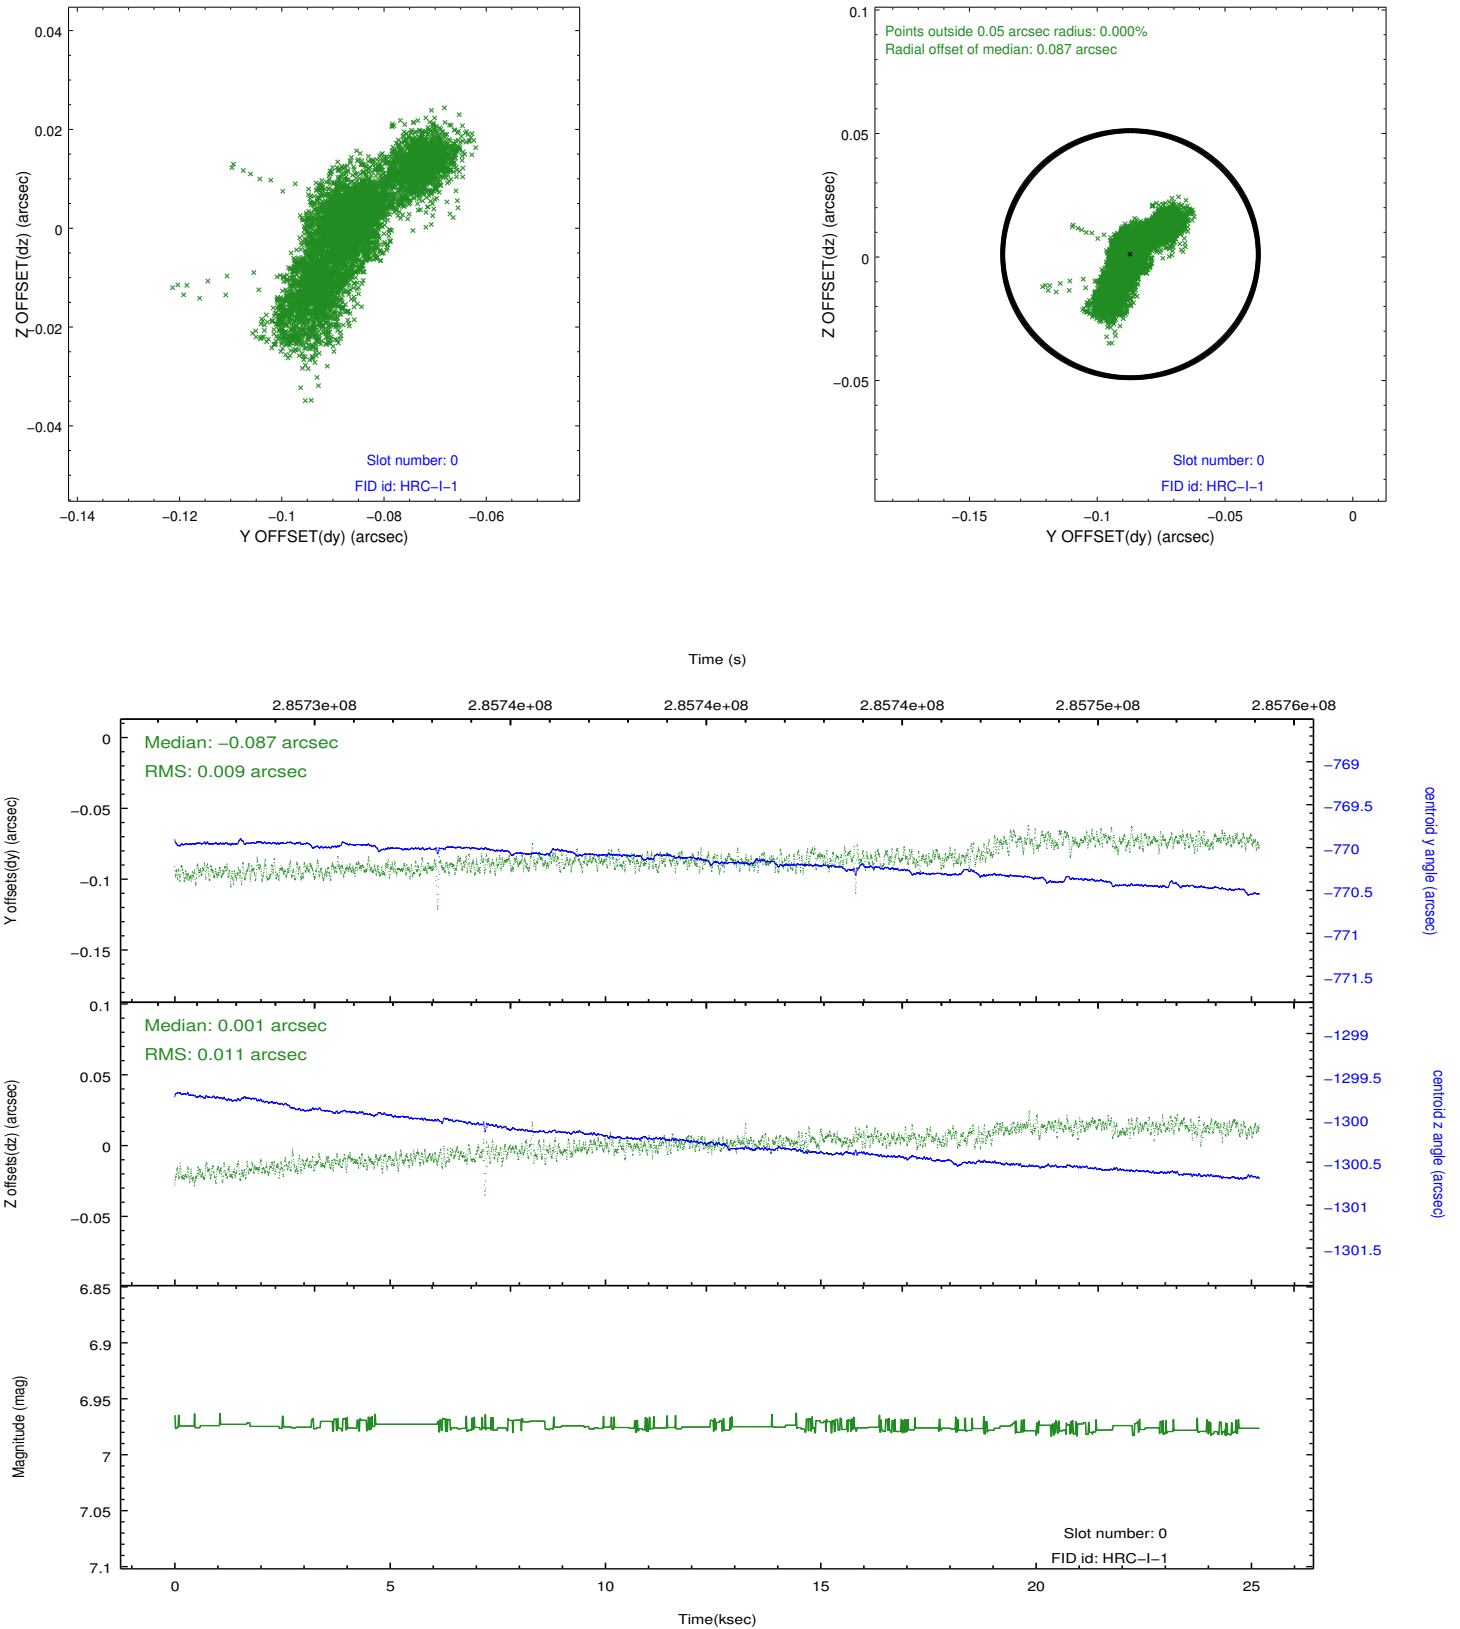 0.04
0.02
0
−0.02
−0.04
Z OFFSET(dz) (arcsec)
Slot number: 0
FID id: HRC−I−1
−0.14 −0.12 −0.1 −0.08 −0.06
Y OFFSET(dy) (arcsec)
Points outside 0.05 arcsec radius: 0.000%
Radial offset of median: 0.087 arcsec
0.1
0.05
0
−0.05
Z OFFSET(dz) (arcsec)
Slot number: 0
FID id: HRC−I−1
−0.15 −0.1 −0.05 0
Y OFFSET(dy) (arcsec)
Time (s)
2.8573e+08 2.8574e+08 2.8574e+08 2.8574e+08 2.8575e+08 2.8576e+08
Median: −0.087 arcsec
RMS: 0.009 arcsec
0
−0.05
−0.1
−0.15
Y offsets(dy) (arcsec)
−769
−769.5
−770
−770.5
−771
−771.5
centroid y angle (arcsec)
Median: 0.001 arcsec
RMS: 0.011 arcsec
0.1
0.05
0
−0.05
Z offsets(dz) (arcsec)
−1299
−1299.5
−1300
−1300.5
−1301
−1301.5
centroid z angle (arcsec)
6.85
6.9
6.95
7
7.05
7.1
Magnitude (mag)
Slot number: 0
FID id: HRC−I−1
0 5 10 15 20 25
Time(ksec)